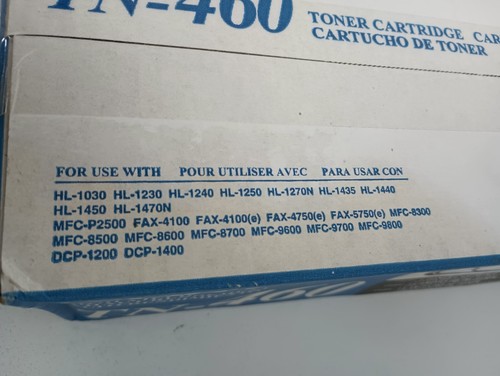 TN-460 TONER CARTRIDGE
CARTUCHO DE TONER
FOR USE WITH POUR UTILISER AVEC PARA USAR CON
HL-1030 HL-1230 HL-1240 HL-1250 HL-1270N HL-1435 HL-1440
HL-1450 HL-1470N
MFC-P2500 FAX-4100 FAX-4100(e) FAX-4750(e) FAX-5750(e) MFC-8300
MFC-8500 MFC-8600 MFC-8700 MFC-9600 MFC-9700 MFC-9800
DCP-1200 DCP-1400
TN-460